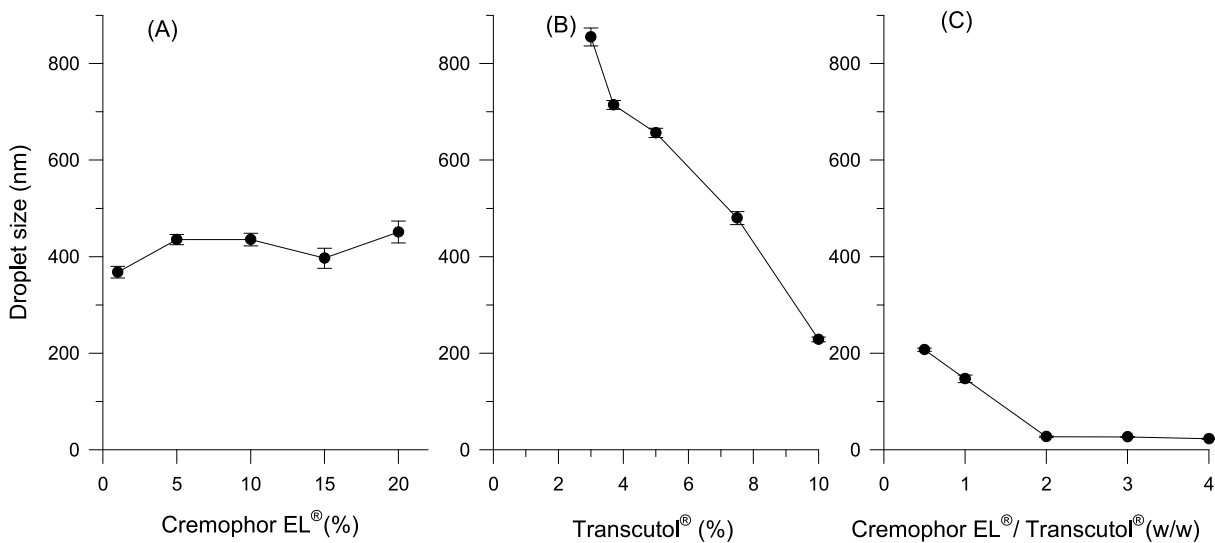 (A)
(B)
(C)
Droplet size (nm)
800
600
400
200
0
0 5 10 15 20
Cremophor EL®(%)
800
600
400
200
0
0 2 4 6 8 10
Transcutol® (%)
800
600
400
200
0
0 1 2 3 4
Cremophor EL®/ Transcutol®(w/w)